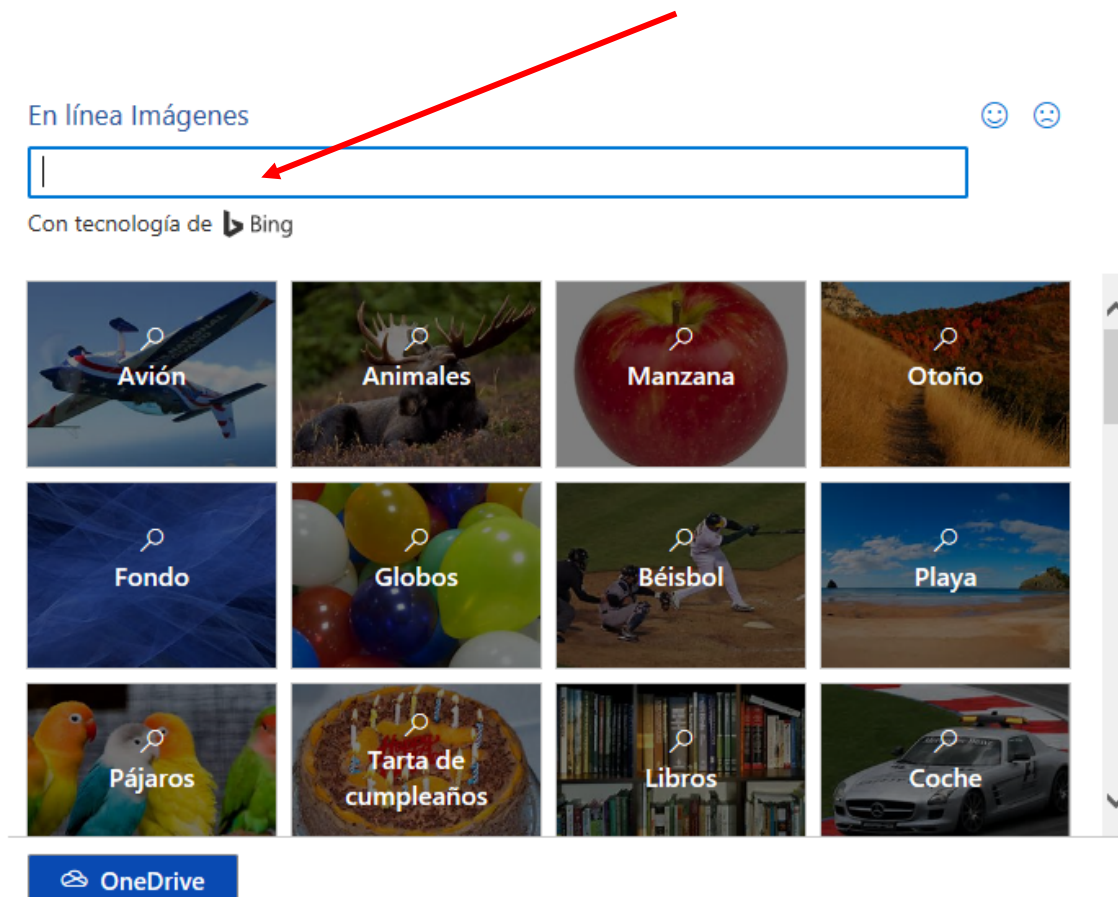 En línea Imágenes
Con tecnología de Bing
Avión
Animales
Manzana
Otoño
Fondo
Globos
Béisbol
Playa
Pájaros
Tarta de
cumpleaños
Libros
Coche
OneDrive